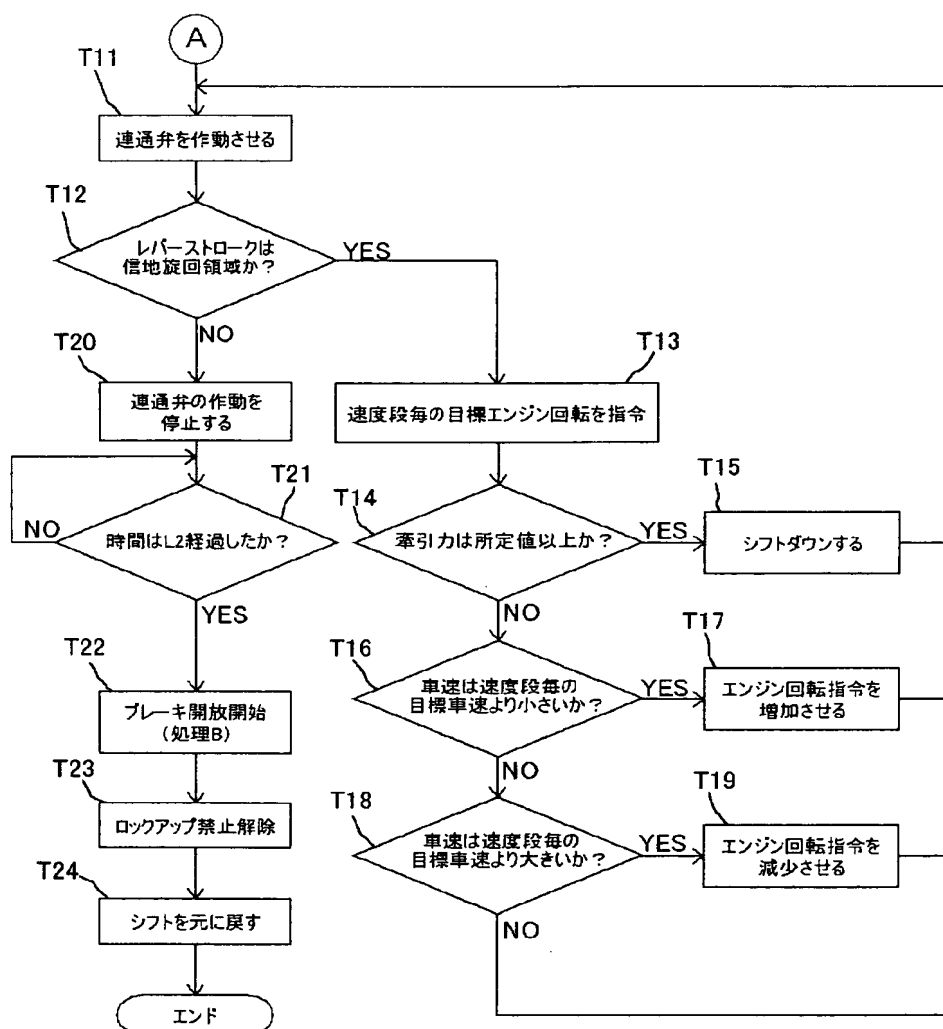 A
T11
連通弁を作動させる
T12
レバーストロークは
信地旋回領域か？
YES
NO
T20
連通弁の作動を
停止する
T21
時間はL2経過したか？
NO
YES
T22
ブレーキ開放開始
（処理B）
T23
ロックアップ禁止解除
T24
シフトを元に戻す
エンド
T13
速度段毎の目標エンジン回転を指令
T14
牽引力は所定値以上か？
YES
NO
T15
シフトダウンする
T16
車速は速度段毎の
目標車速より小さいか？
YES
NO
T17
エンジン回転指令を
増加させる
T18
車速は速度段毎の
目標車速より大きいか？
YES
NO
T19
エンジン回転指令を
減少させる